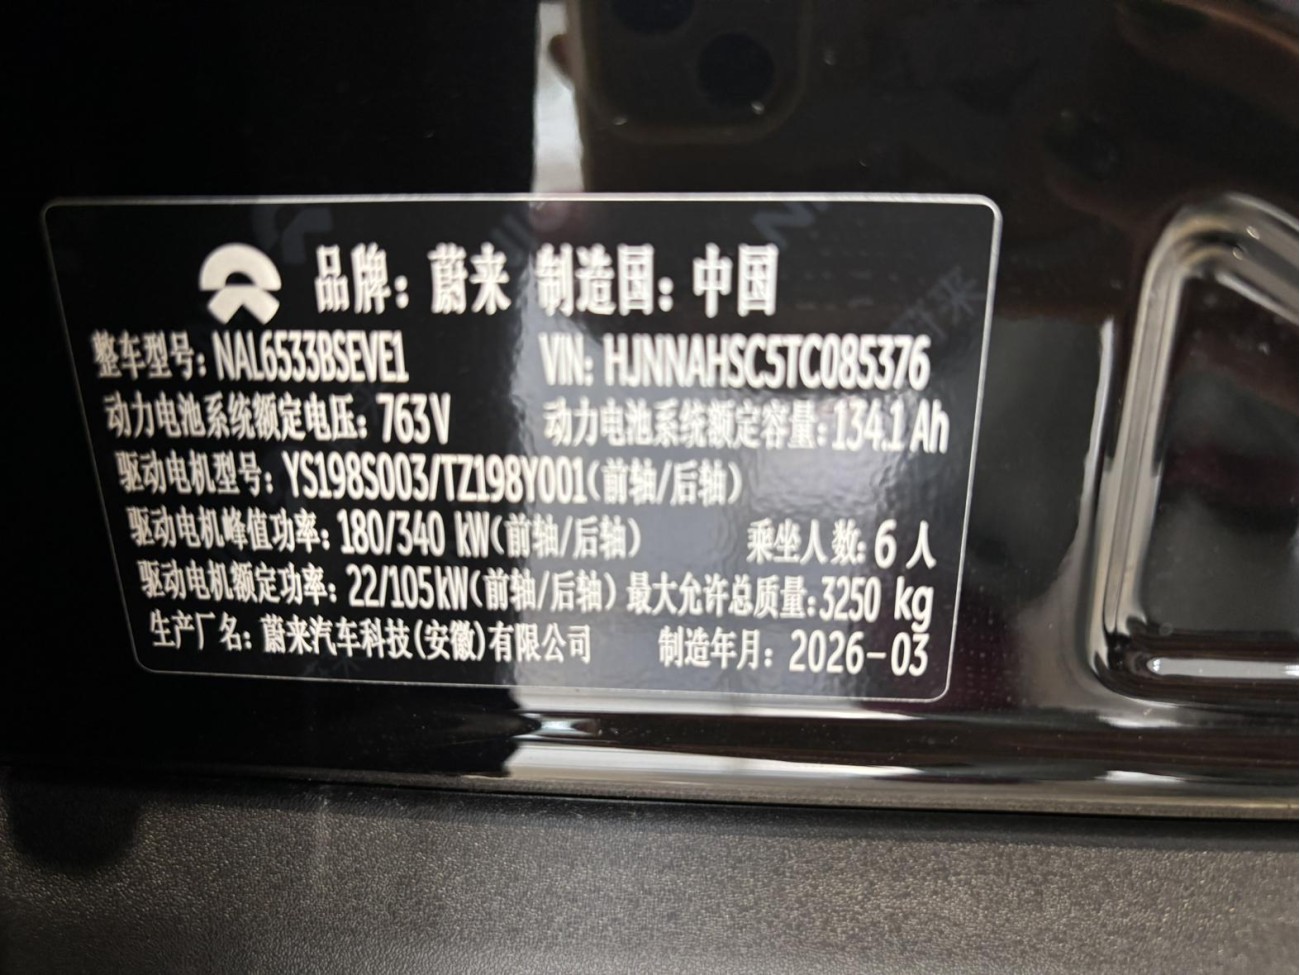 品牌：蔚来 制造国：中国
整车型号：NAL6533BSEVE1 VIN：HJNNAHSC5TC085376
动力电池系统额定电压：763V 动力电池系统额定容量：134.1 Ah
驱动电机型号：YS198S003/TZ198Y001(前轴/后轴)
驱动电机峰值功率：180/340 kW(前轴/后轴) 乘坐人数：6 人
驱动电机额定功率：22/105kW(前轴/后轴) 最大允许总质量：3250 kg
生产厂名：蔚来汽车科技(安徽)有限公司 制造年月：2026-03